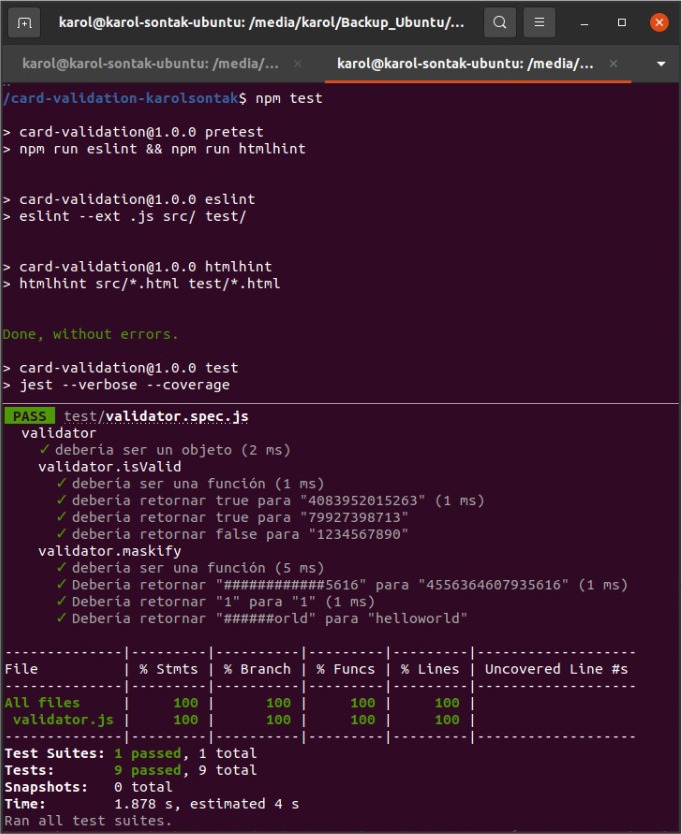 karol@karol-sontak-ubuntu: /media/karol/Backup_Ubuntu/...
karol@karol-sontak-ubuntu: /media/...
karol@karol-sontak-ubuntu: /media/...
/card-validation-karolsontak$ npm test
> card-validation@1.0.0 pretest
> npm run eslint && npm run htmlhint
> card-validation@1.0.0 eslint
> eslint --ext .js src/ test/
> card-validation@1.0.0 htmlhint
> htmlhint src/*.html test/*.html
Done, without errors.
> card-validation@1.0.0 test
> jest --verbose --coverage
PASS test/validator.spec.js
validator
✓ debería ser un objeto (2 ms)
validator.isValid
✓ debería ser una función (1 ms)
✓ debería retornar true para "4083952015263" (1 ms)
✓ debería retornar true para "79927398713"
✓ debería retornar false para "1234567890"
validator.maskify
✓ debería ser una función (5 ms)
✓ Debería retornar "############5616" para "4556364607935616" (1 ms)
✓ Debería retornar "1" para "1" (1 ms)
✓ Debería retornar "######orld" para "helloworld"
--------------|---------|----------|---------|---------|-------------------
File | % Stmts | % Branch | % Funcs | % Lines | Uncovered Line #s
--------------|---------|----------|---------|---------|-------------------
All files | 100 | 100 | 100 | 100 |
validator.js | 100 | 100 | 100 | 100 |
--------------|---------|----------|---------|---------|-------------------
Test Suites: 1 passed, 1 total
Tests: 9 passed, 9 total
Snapshots: 0 total
Time: 1.878 s, estimated 4 s
Ran all test suites.